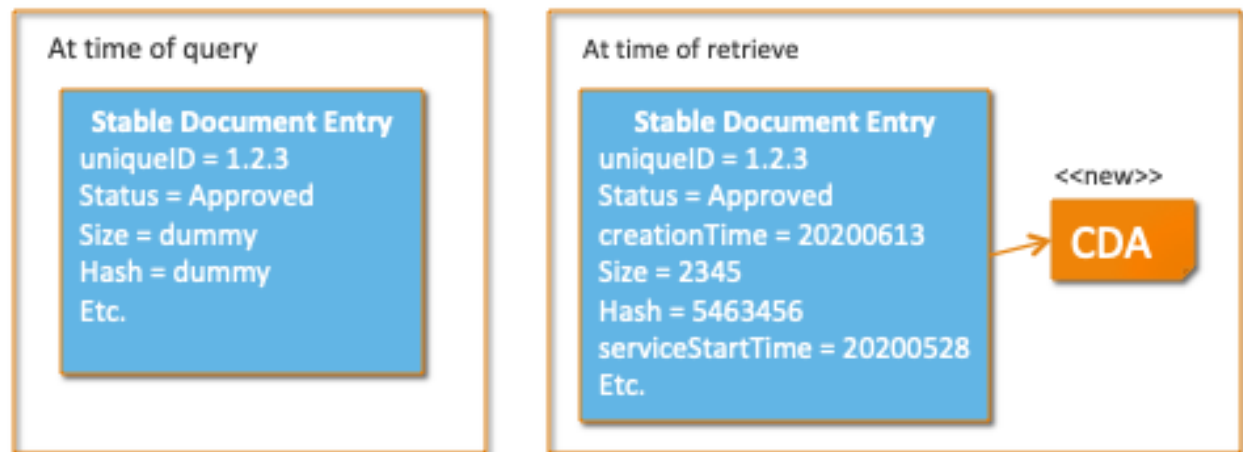 At time of query
Stable Document Entry
uniqueID = 1.2.3
Status = Approved
Size = dummy
Hash = dummy
Etc.
At time of retrieve
Stable Document Entry
uniqueID = 1.2.3
Status = Approved
creationTime = 20200613
Size = 2345
Hash = 5463456
serviceStartTime = 20200528
Etc.
<<new>>
CDA